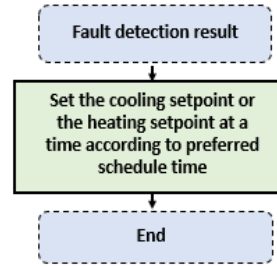 Fault detection result
Set the cooling setpoint or
the heating setpoint at a
time according to preferred
schedule time
End